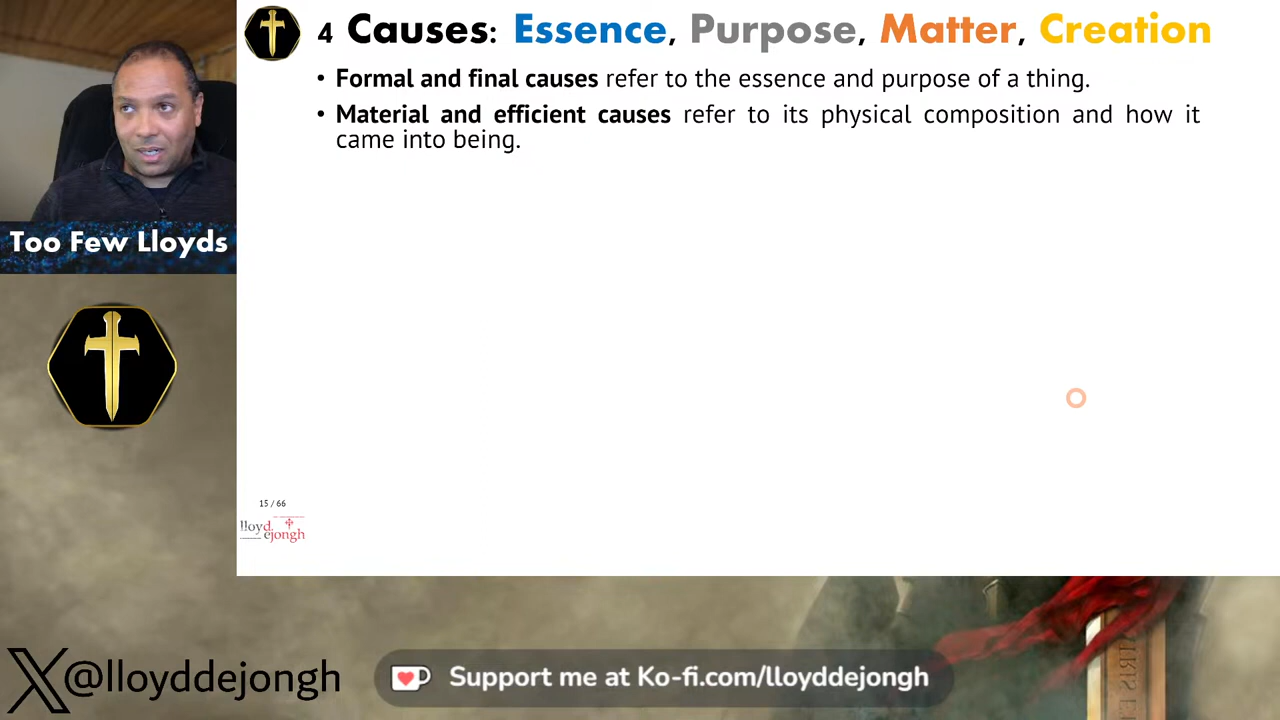 4 Causes: Essence, Purpose, Matter, Creation
• Formal and final causes refer to the essence and purpose of a thing.
• Material and efficient causes refer to its physical composition and how it
came into being.
Too Few Lloyds
15 / 66
lloyd
ejongh
X@lloyddejongh
Support me at Ko-fi.com/lloyddejongh